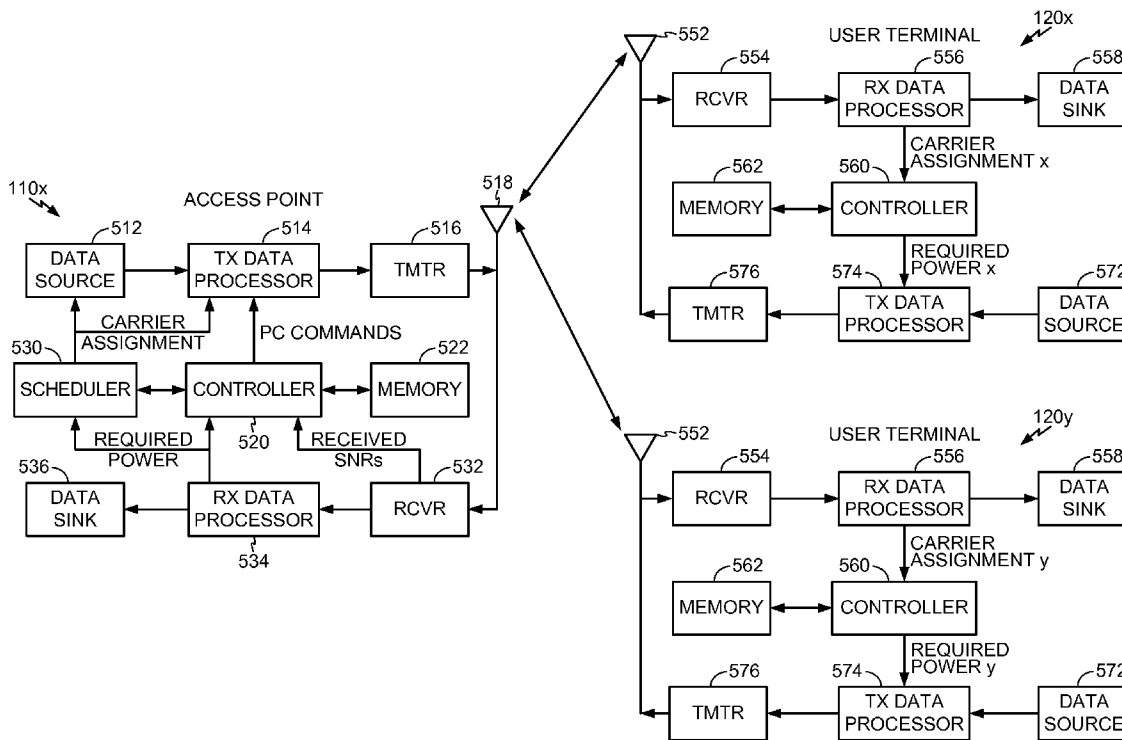 110x
ACCESS POINT
512
DATA
SOURCE
514
TX DATA
PROCESSOR
516
TMTR
518
CARRIER
ASSIGNMENT
PC COMMANDS
530
SCHEDULER
CONTROLLER
520
522
MEMORY
REQUIRED
POWER
RECEIVED
SNRs
536
DATA
SINK
RX DATA
PROCESSOR
534
532
RCVR
552
USER TERMINAL
120x
554
RCVR
556
RX DATA
PROCESSOR
558
DATA
SINK
CARRIER
ASSIGNMENT x
562
MEMORY
560
CONTROLLER
REQUIRED
POWER x
576
TMTR
574
TX DATA
PROCESSOR
572
DATA
SOURCE
552
USER TERMINAL
120y
554
RCVR
556
RX DATA
PROCESSOR
558
DATA
SINK
CARRIER
ASSIGNMENT y
562
MEMORY
560
CONTROLLER
REQUIRED
POWER y
576
TMTR
574
TX DATA
PROCESSOR
572
DATA
SOURCE